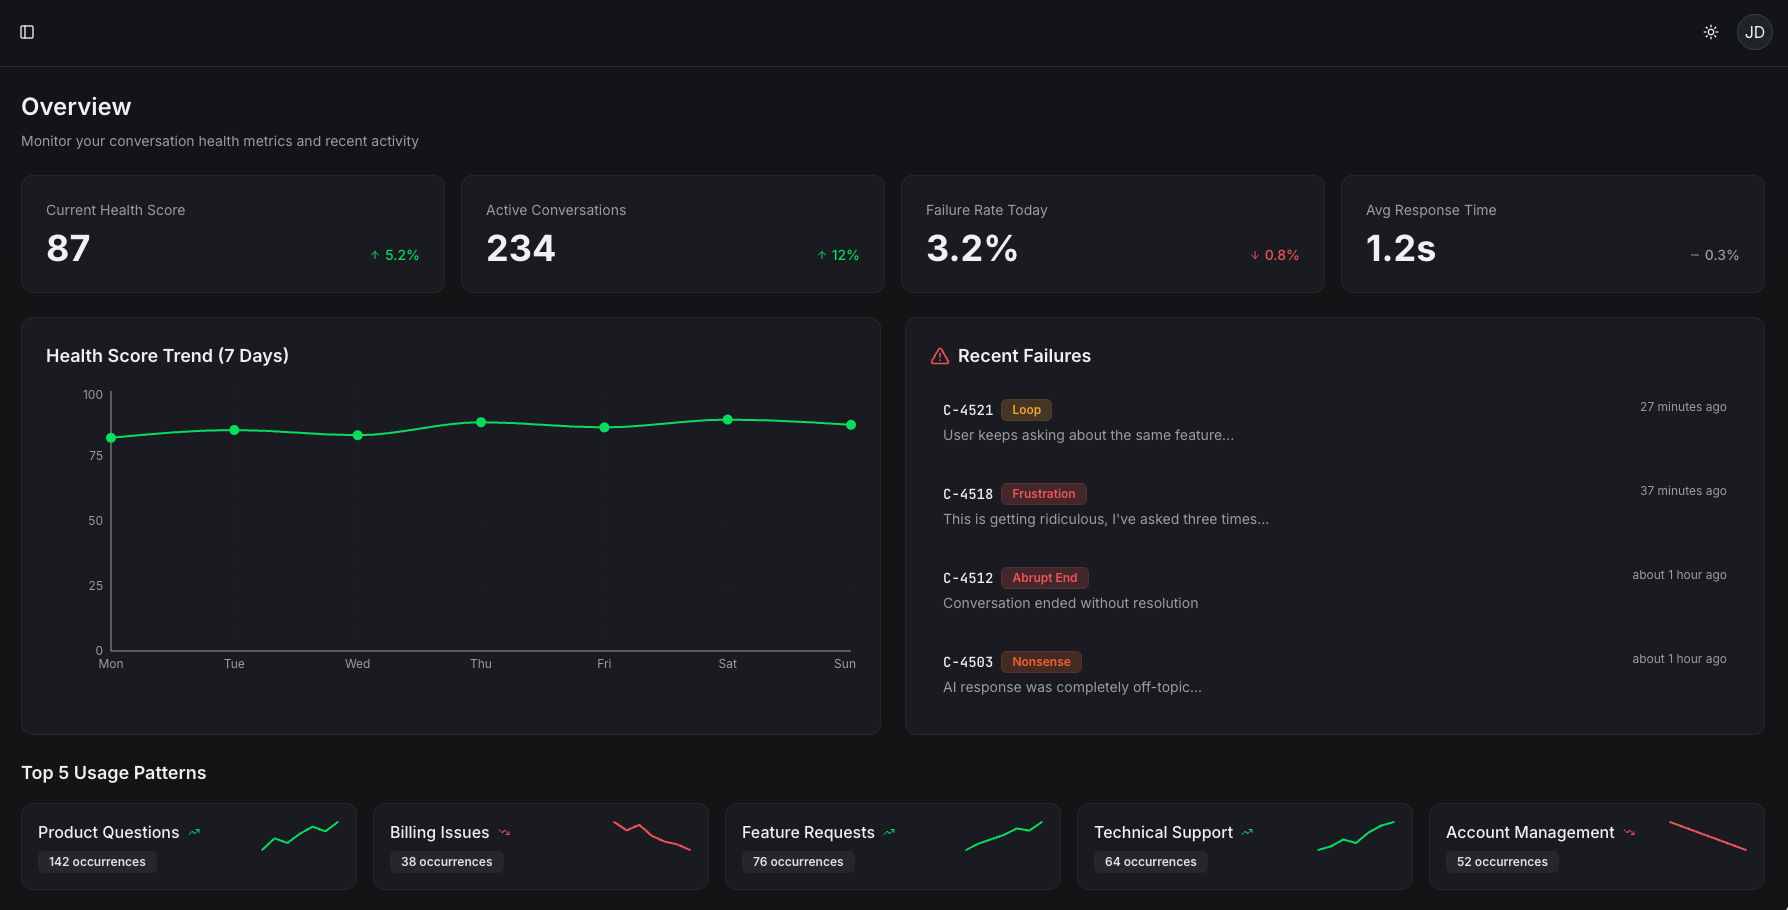 JD
Overview
Monitor your conversation health metrics and recent activity
Current Health Score
87
↑ 5.2%
Active Conversations
234
↑ 12%
Failure Rate Today
3.2%
↓ 0.8%
Avg Response Time
1.2s
– 0.3%
Health Score Trend (7 Days)
100
75
50
25
0
Mon Tue Wed Thu Fri Sat Sun
Recent Failures
C-4521 Loop 27 minutes ago
User keeps asking about the same feature...
C-4518 Frustration 37 minutes ago
This is getting ridiculous, I've asked three times...
C-4512 Abrupt End about 1 hour ago
Conversation ended without resolution
C-4503 Nonsense about 1 hour ago
AI response was completely off-topic...
Top 5 Usage Patterns
Product Questions
142 occurrences
Billing Issues
38 occurrences
Feature Requests
76 occurrences
Technical Support
64 occurrences
Account Management
52 occurrences